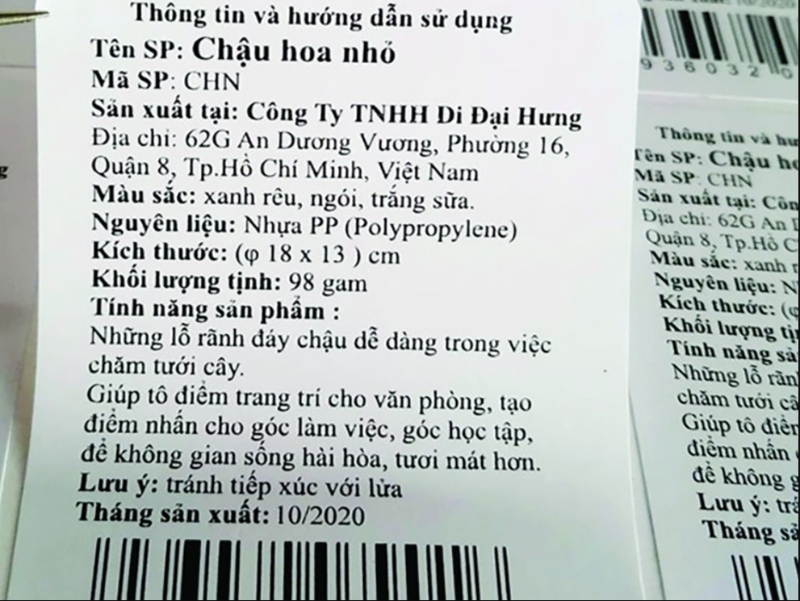 Thông tin và hướng dẫn sử dụng
Tên SP: Chậu hoa nhỏ
Mã SP: CHN
Sản xuất tại: Công Ty TNHH Di Đại Hưng
Địa chỉ: 62G An Dương Vương, Phường 16,
Quận 8, Tp.Hồ Chí Minh, Việt Nam
Màu sắc: xanh rêu, ngói, trắng sữa.
Nguyên liệu: Nhựa PP (Polypropylene)
Kích thước: (φ 18 x 13 ) cm
Khối lượng tịnh: 98 gam
Tính năng sản phẩm :
Những lỗ rãnh đáy chậu dễ dàng trong việc
chăm tưới cây.
Giúp tô điểm trang trí cho văn phòng, tạo
điểm nhấn cho góc làm việc, góc học tập,
để không gian sống hài hòa, tươi mát hơn.
Lưu ý: tránh tiếp xúc với lửa
Tháng sản xuất: 10/2020
10/2020
936032 0
Thông tin và
Tên SP: Chậu
Mã SP: CHN
Sản xuất tại:
Địa chỉ: 62G An
Quận 8, Tp.Hồ
Màu sắc: xanh
Nguyên liệu:
Kích thước:
Khối lượng
Tính năng
Những lỗ
chăm tưới
Giúp tô
điểm nhấn
để không
Lưu ý:
Tháng